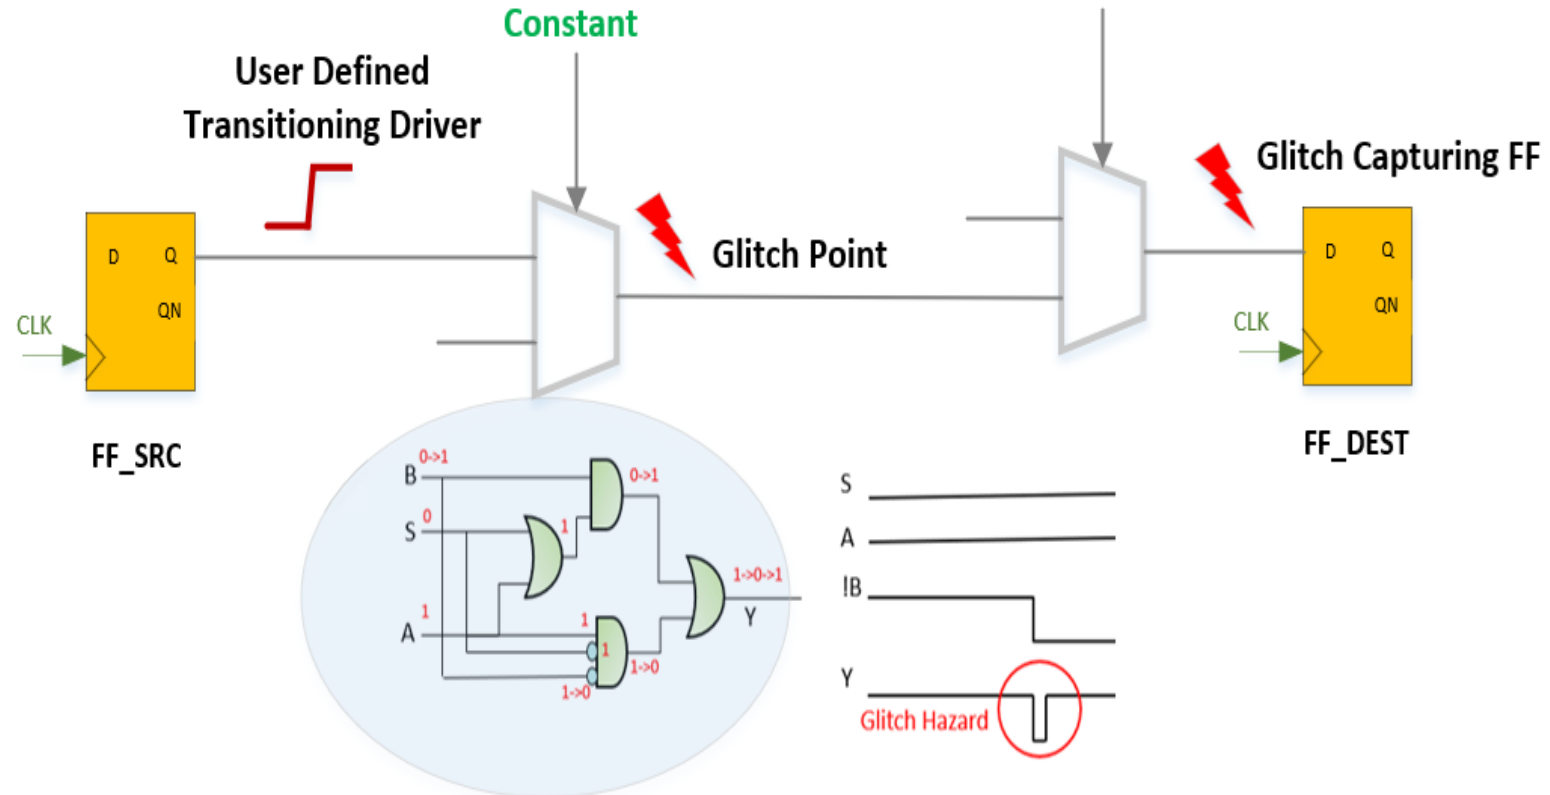 Constant
User Defined
Transitioning Driver
Glitch Capturing FF
Glitch Point
D Q
QN
CLK
FF_SRC
D Q
QN
CLK
FF_DEST
B 0->1
0->1
S 0
1
1->0->1
Y
A 1
1
1
1->0
1->0
S
A
!B
Y
Glitch Hazard